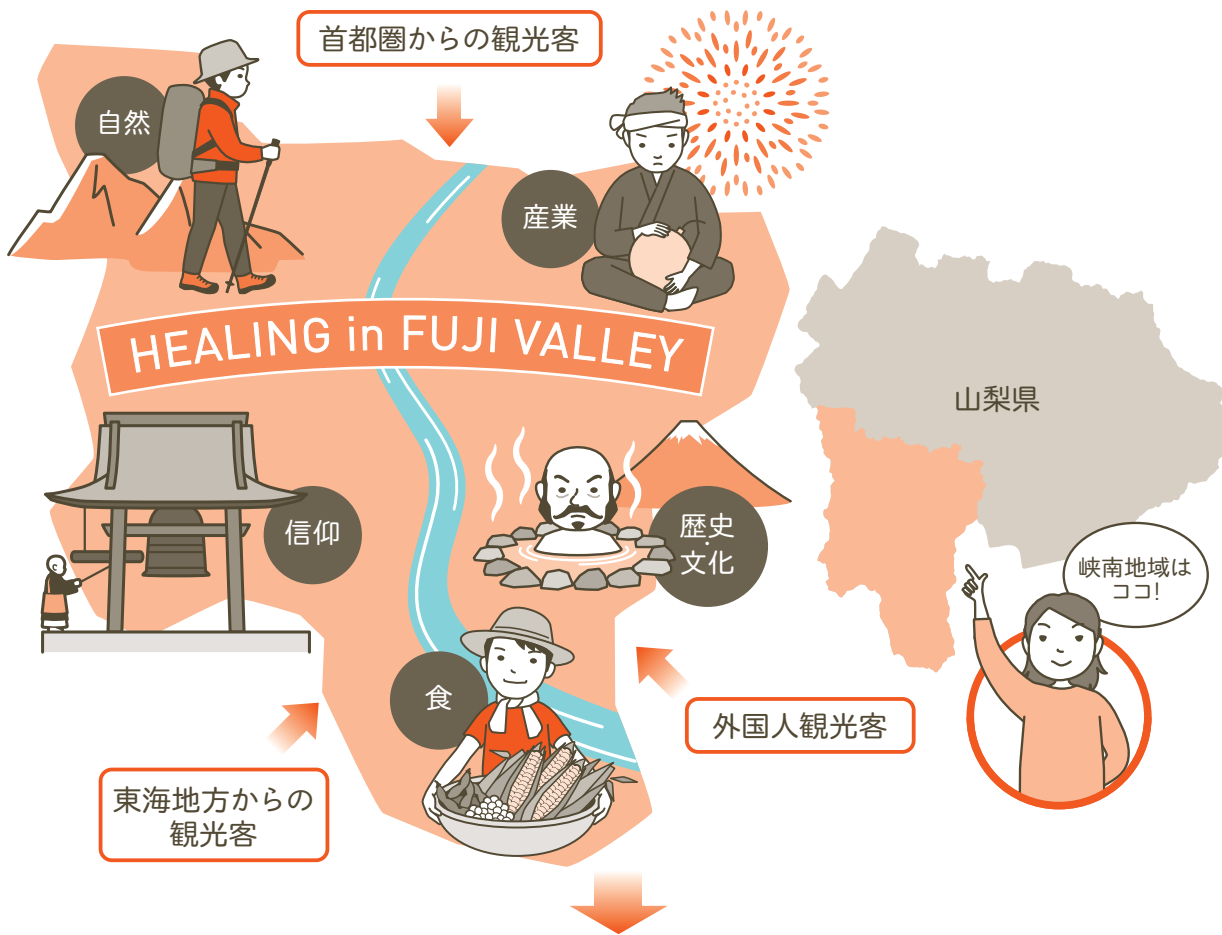 首都圏からの観光客
自然
産業
HEALING in FUJI VALLEY
山梨県
信仰
歴史
・
文化
峡南地域は
ココ!
食
外国人観光客
東海地方からの
観光客